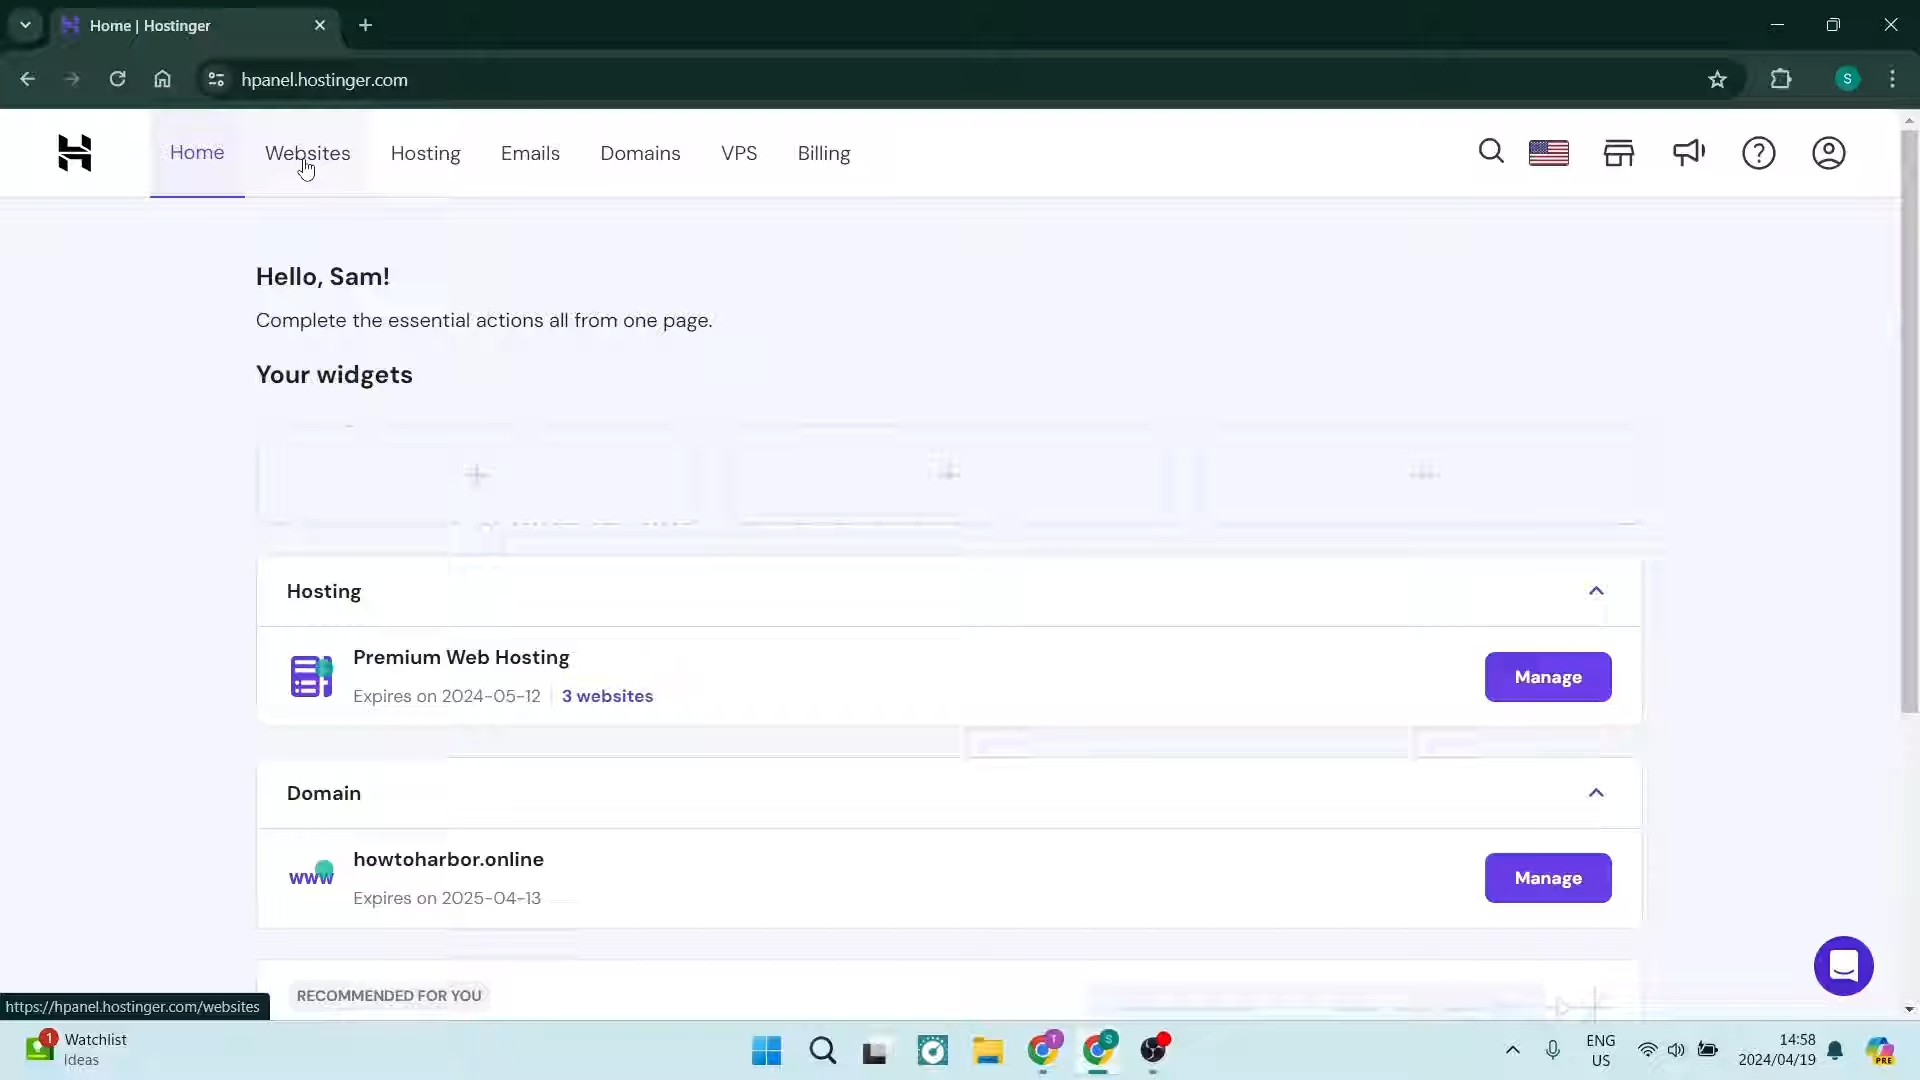 Home | Hostinger
hpanel.hostinger.com
Home
Websites
Hosting
Emails
Domains
VPS
Billing
Hello, Sam!
Complete the essential actions all from one page.
Your widgets
Hosting
Premium Web Hosting
Expires on 2024-05-12
3 websites
Manage
Domain
www
howtoharbor.online
Expires on 2025-04-13
Manage
RECOMMENDED FOR YOU
https://hpanel.hostinger.com/websites
1
Watchlist
Ideas
T
S
S
ENG
US
14:58
2024/04/19
PRE